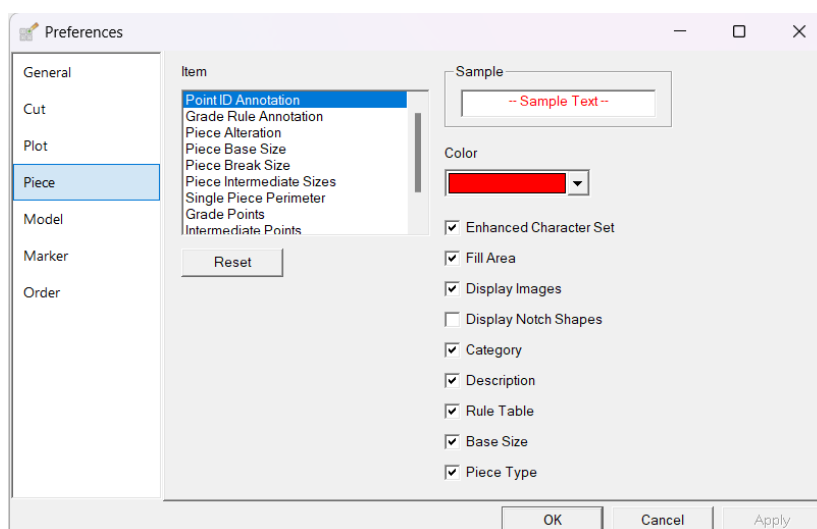 Preferences
General
Cut
Plot
Piece
Model
Marker
Order
Item
Point ID Annotation
Grade Rule Annotation
Piece Alteration
Piece Base Size
Piece Break Size
Piece Intermediate Sizes
Single Piece Perimeter
Grade Points
Intermediate Points
Reset
Sample
-- Sample Text --
Color
Enhanced Character Set
Fill Area
Display Images
Display Notch Shapes
Category
Description
Rule Table
Base Size
Piece Type
OK
Cancel
Apply